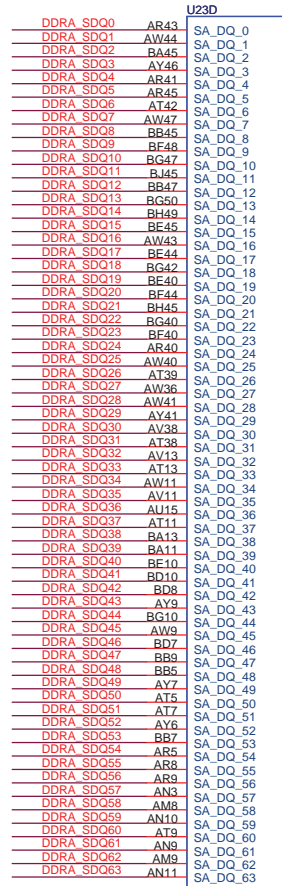 U23D
DDRA_SDQ0 AR43 SA_DQ_0
DDRA_SDQ1 AW44 SA_DQ_1
DDRA_SDQ2 BA45 SA_DQ_2
DDRA_SDQ3 AY46 SA_DQ_3
DDRA_SDQ4 AR41 SA_DQ_4
DDRA_SDQ5 AR45 SA_DQ_5
DDRA_SDQ6 AT42 SA_DQ_6
DDRA_SDQ7 AW47 SA_DQ_7
DDRA_SDQ8 BB45 SA_DQ_8
DDRA_SDQ9 BF48 SA_DQ_9
DDRA_SDQ10 BG47 SA_DQ_10
DDRA_SDQ11 BJ45 SA_DQ_11
DDRA_SDQ12 BB47 SA_DQ_12
DDRA_SDQ13 BG50 SA_DQ_13
DDRA_SDQ14 BH49 SA_DQ_14
DDRA_SDQ15 BE45 SA_DQ_15
DDRA_SDQ16 AW43 SA_DQ_16
DDRA_SDQ17 BE44 SA_DQ_17
DDRA_SDQ18 BG42 SA_DQ_18
DDRA_SDQ19 BE40 SA_DQ_19
DDRA_SDQ20 BF44 SA_DQ_20
DDRA_SDQ21 BH45 SA_DQ_21
DDRA_SDQ22 BG40 SA_DQ_22
DDRA_SDQ23 BF40 SA_DQ_23
DDRA_SDQ24 AR40 SA_DQ_24
DDRA_SDQ25 AW40 SA_DQ_25
DDRA_SDQ26 AT39 SA_DQ_26
DDRA_SDQ27 AW36 SA_DQ_27
DDRA_SDQ28 AW41 SA_DQ_28
DDRA_SDQ29 AY41 SA_DQ_29
DDRA_SDQ30 AV38 SA_DQ_30
DDRA_SDQ31 AT38 SA_DQ_31
DDRA_SDQ32 AV13 SA_DQ_32
DDRA_SDQ33 AT13 SA_DQ_33
DDRA_SDQ34 AW11 SA_DQ_34
DDRA_SDQ35 AV11 SA_DQ_35
DDRA_SDQ36 AU15 SA_DQ_36
DDRA_SDQ37 AT11 SA_DQ_37
DDRA_SDQ38 BA13 SA_DQ_38
DDRA_SDQ39 BA11 SA_DQ_39
DDRA_SDQ40 BE10 SA_DQ_40
DDRA_SDQ41 BD10 SA_DQ_41
DDRA_SDQ42 BD8 SA_DQ_42
DDRA_SDQ43 AY9 SA_DQ_43
DDRA_SDQ44 BG10 SA_DQ_44
DDRA_SDQ45 AW9 SA_DQ_45
DDRA_SDQ46 BD7 SA_DQ_46
DDRA_SDQ47 BB9 SA_DQ_47
DDRA_SDQ48 BB5 SA_DQ_48
DDRA_SDQ49 AY7 SA_DQ_49
DDRA_SDQ50 AT5 SA_DQ_50
DDRA_SDQ51 AT7 SA_DQ_51
DDRA_SDQ52 AY6 SA_DQ_52
DDRA_SDQ53 BB7 SA_DQ_53
DDRA_SDQ54 AR5 SA_DQ_54
DDRA_SDQ55 AR8 SA_DQ_55
DDRA_SDQ56 AR9 SA_DQ_56
DDRA_SDQ57 AN3 SA_DQ_57
DDRA_SDQ58 AM8 SA_DQ_58
DDRA_SDQ59 AN10 SA_DQ_59
DDRA_SDQ60 AT9 SA_DQ_60
DDRA_SDQ61 AN9 SA_DQ_61
DDRA_SDQ62 AM9 SA_DQ_62
DDRA_SDQ63 AN11 SA_DQ_63